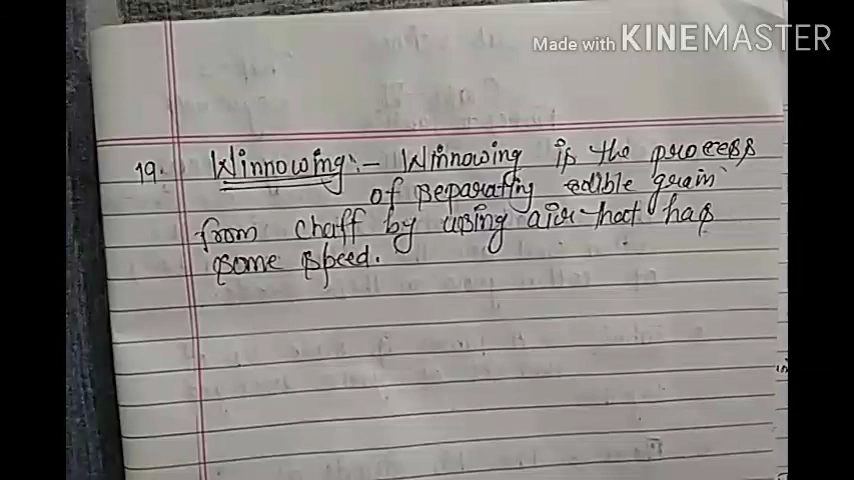 Made with KINEMASTER
19. Winnowing:- Winnowing is the process
of separating edible grain
from chaff by using air that has
some speed.